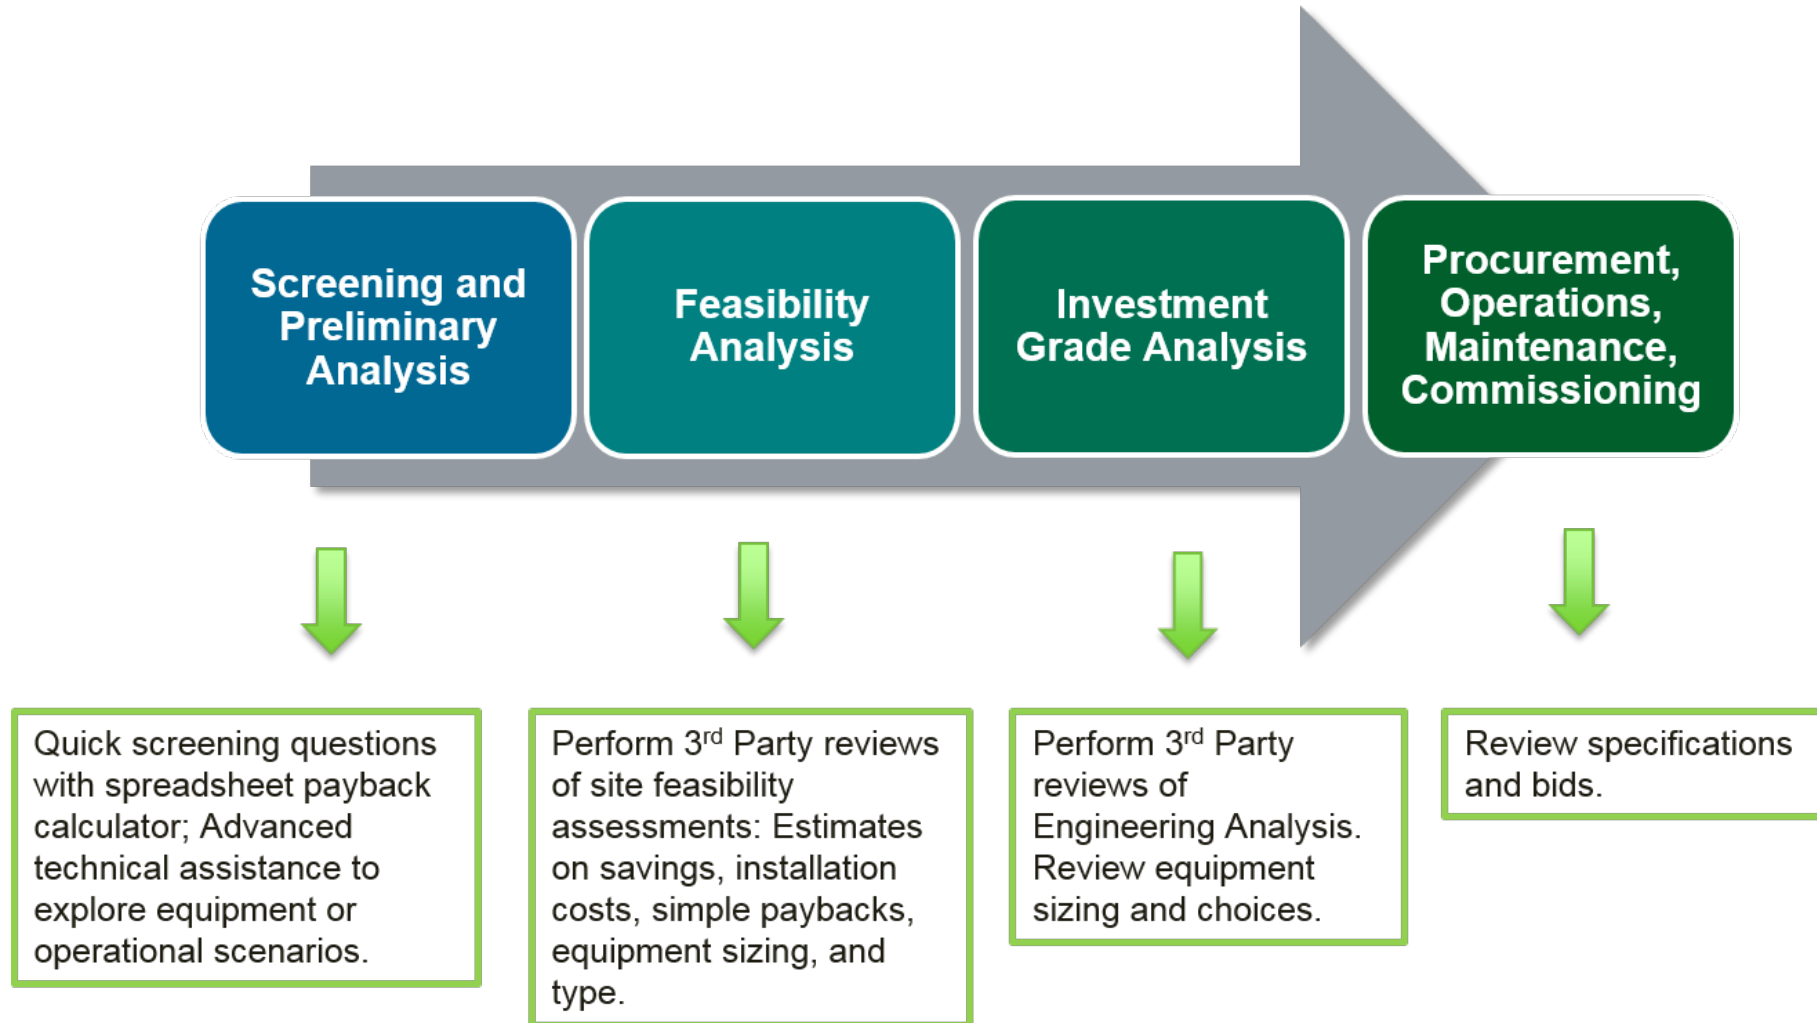 Screening and
Preliminary
Analysis
Feasibility
Analysis
Investment
Grade Analysis
Procurement,
Operations,
Maintenance,
Commissioning
Quick screening questions
with spreadsheet payback
calculator; Advanced
technical assistance to
explore equipment or
operational scenarios.
Perform 3rd Party reviews
of site feasibility
assessments: Estimates
on savings, installation
costs, simple paybacks,
equipment sizing, and
type.
Perform 3rd Party
reviews of
Engineering Analysis.
Review equipment
sizing and choices.
Review specifications
and bids.